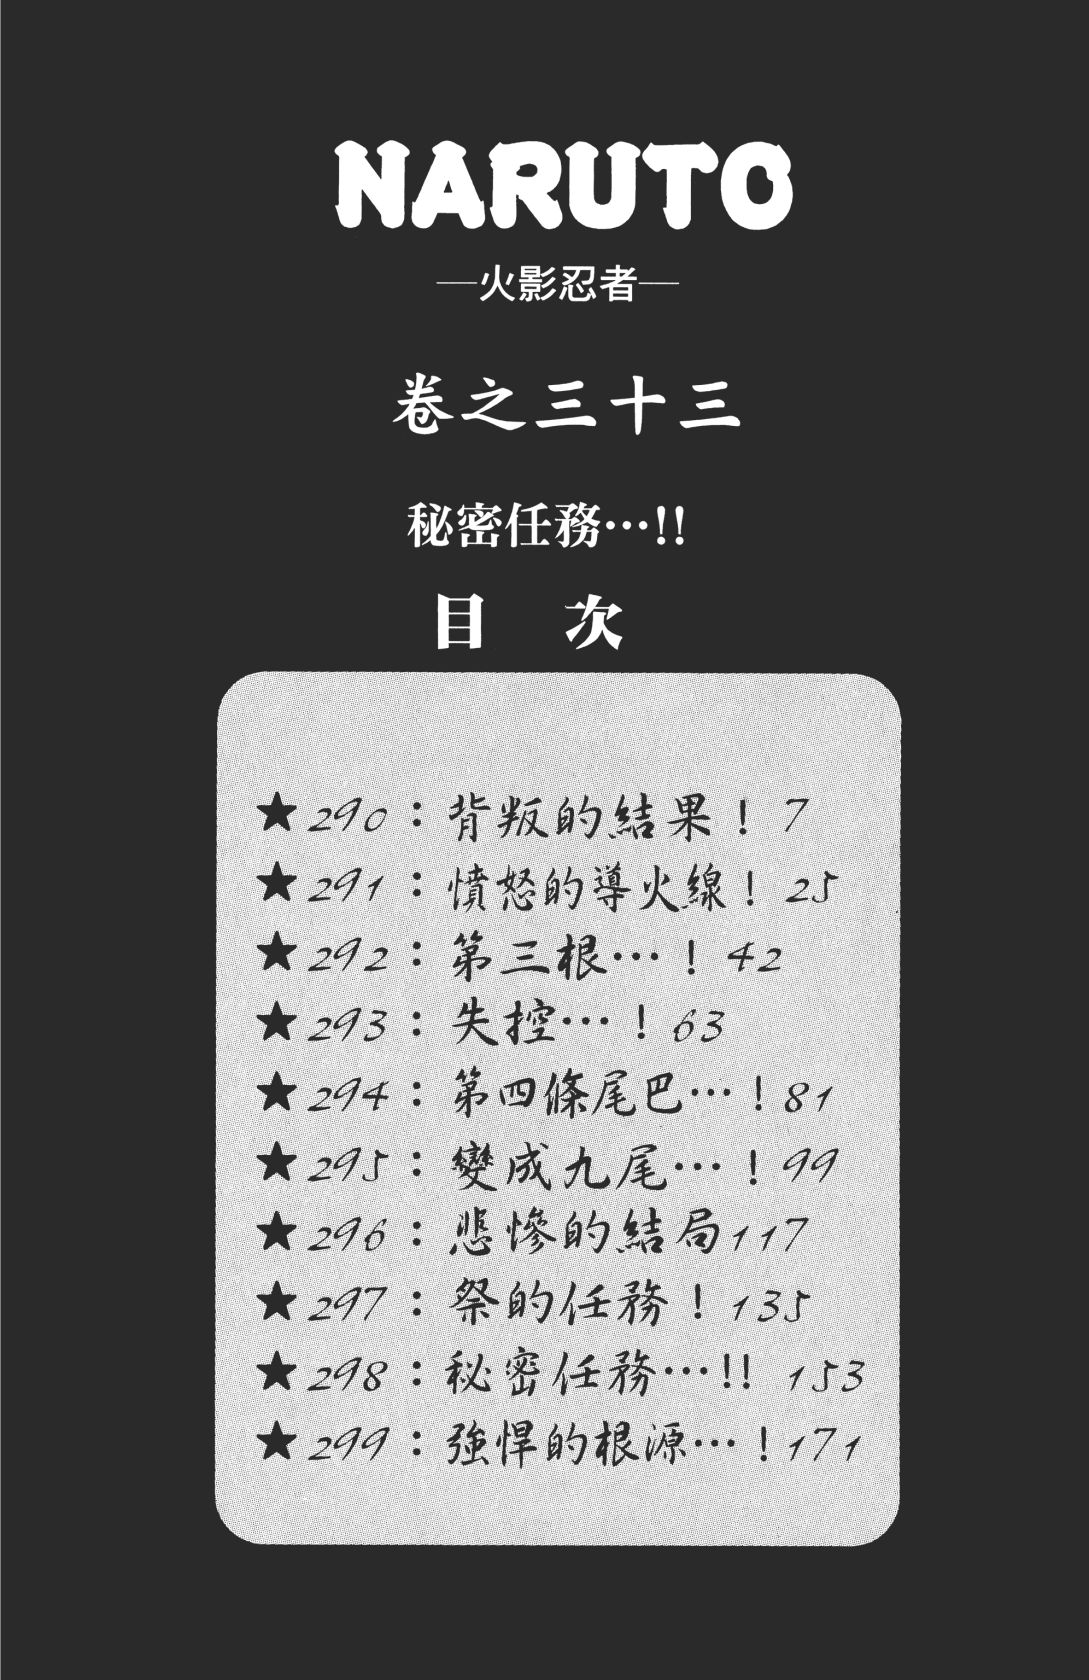 NARUTO
—火影忍者—
卷之三十三
秘密任務…!!
目 次
★290：背叛的結果！ 7
★291：憤怒的導火線！ 25
★292：第三根…！ 42
★293：失控…！ 63
★294：第四條尾巴…！81
★295：變成九尾…！99
★296：悲慘的結局117
★297：祭的任務！ 135
★298：秘密任務…!! 153
★299：強悍的根源…！171